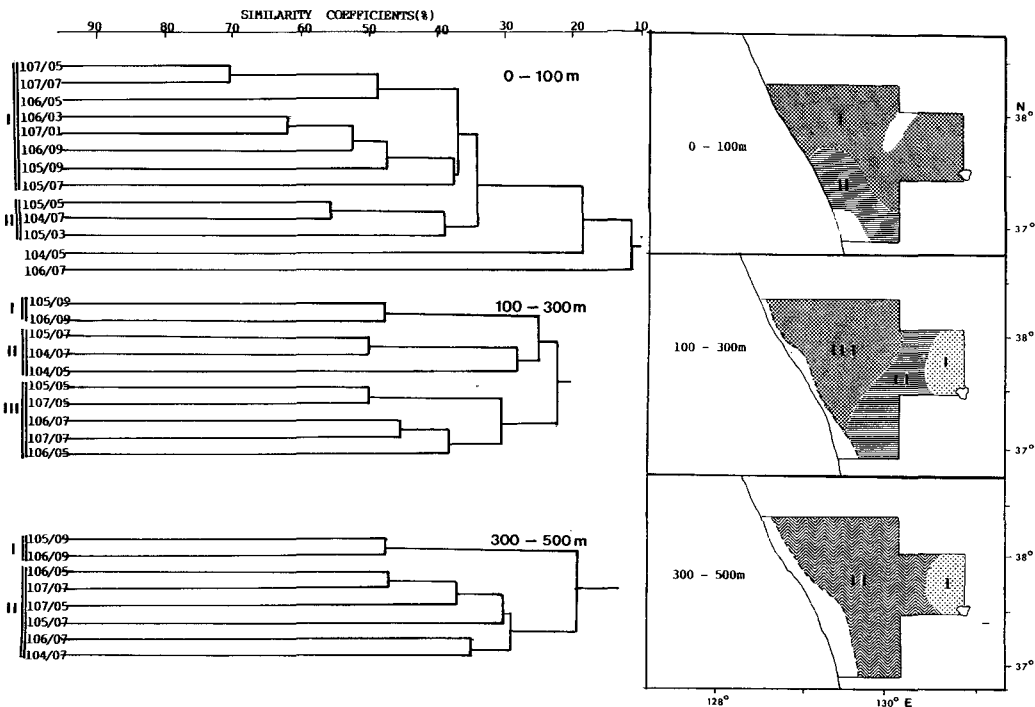 SIMILARITY COEFFICIENTS(%)
90 80 70 60 50 40 30 20 10
0 – 100 m
I
107/05
107/07
106/05
106/03
107/01
106/09
105/09
105/07
II
105/05
104/07
105/03
104/05
106/07
100 – 300 m
I
105/09
106/09
II
105/07
104/07
104/05
III
105/05
107/05
106/07
107/07
106/05
300 – 500 m
I
105/09
106/09
II
106/05
107/07
107/05
105/07
106/07
104/07
0 – 100m
I
II
N
38°
37°
100 – 300m
III
II
I
38°
37°
300 – 500m
II
I
38°
37°
128° 130° E